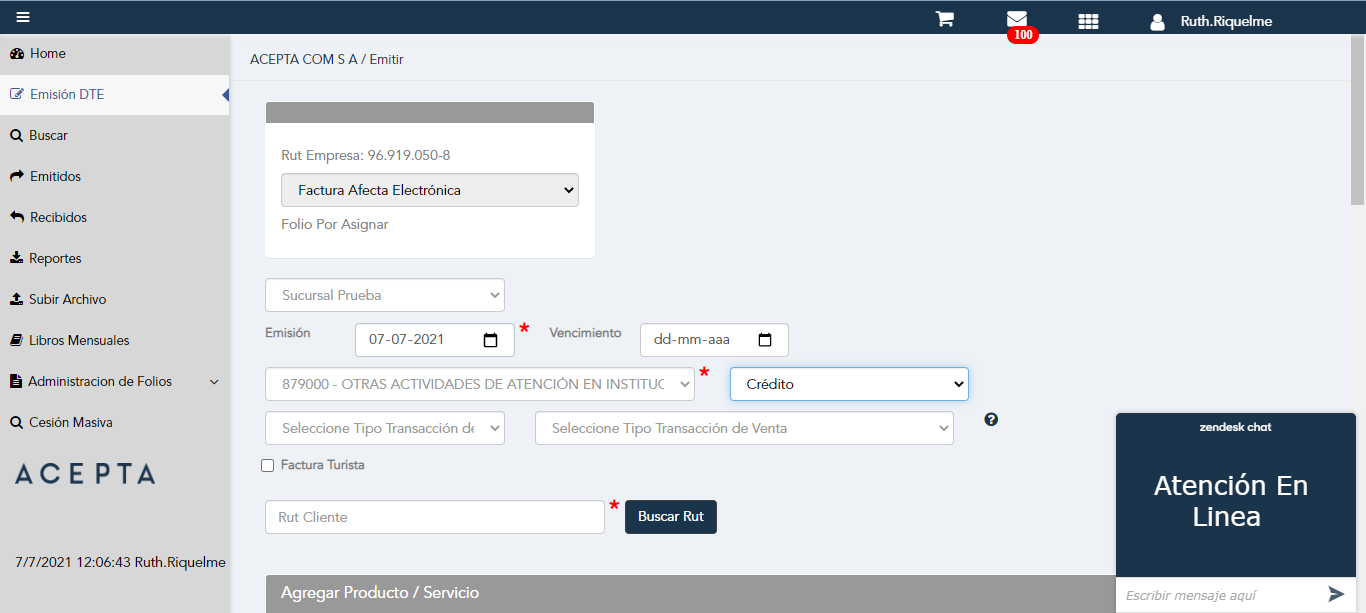 100
Ruth.Riquelme
Home
Emisión DTE
Buscar
Emitidos
Recibidos
Reportes
Subir Archivo
Libros Mensuales
Administracion de Folios
Cesión Masiva
ACEPTA
7/7/2021 12:06:43 Ruth.Riquelme
ACEPTA COM S A / Emitir
Rut Empresa: 96.919.050-8
Factura Afecta Electrónica
Folio Por Asignar
Sucursal Prueba
Emisión 07-07-2021 * Vencimiento dd-mm-aaa
879000 - OTRAS ACTIVIDADES DE ATENCIÓN EN INSTITUC * Crédito
Seleccione Tipo Transacción de Seleccione Tipo Transacción de Venta ?
Factura Turista
Rut Cliente * Buscar Rut
Agregar Producto / Servicio
zendesk chat
Atención En
Linea
Escribir mensaje aquí